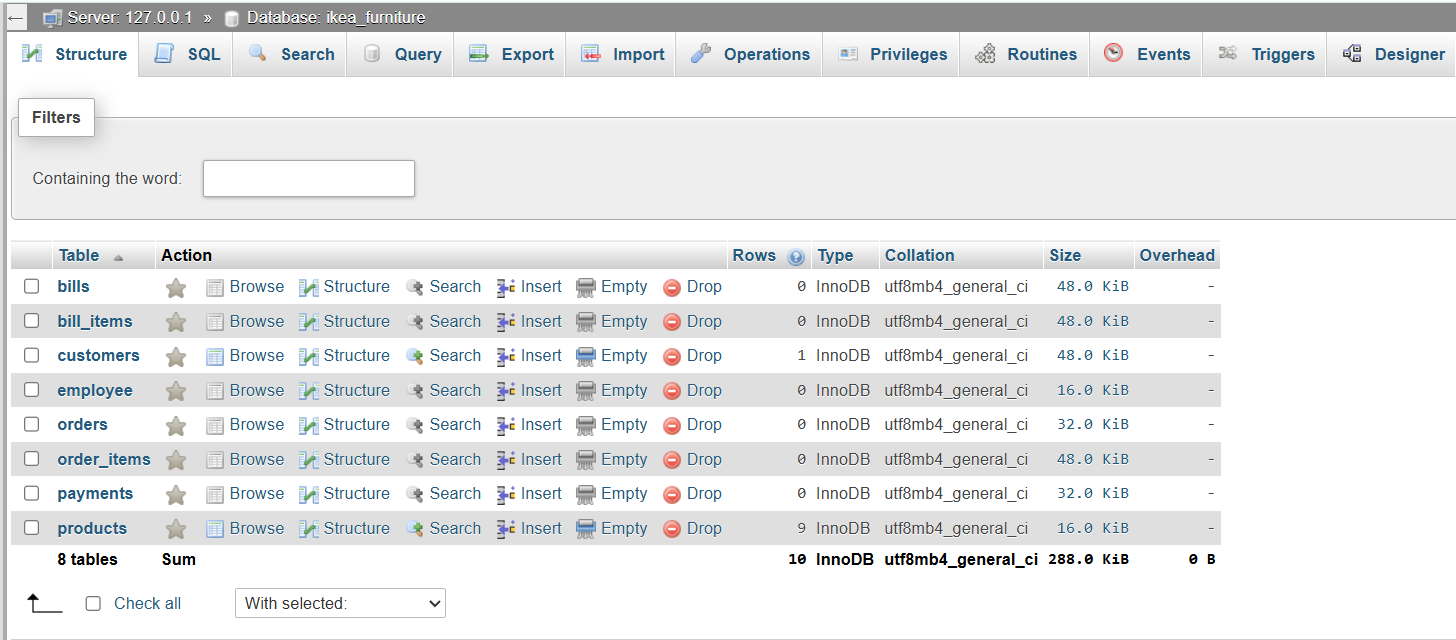 ← Server: 127.0.0.1 » Database: ikea_furniture
Structure SQL Search Query Export Import Operations Privileges Routines Events Triggers Designer
Filters
Containing the word:
Table Action Rows Type Collation Size Overhead
bills Browse Structure Search Insert Empty Drop 0 InnoDB utf8mb4_general_ci 48.0 KiB -
bill_items Browse Structure Search Insert Empty Drop 0 InnoDB utf8mb4_general_ci 48.0 KiB -
customers Browse Structure Search Insert Empty Drop 1 InnoDB utf8mb4_general_ci 48.0 KiB -
employee Browse Structure Search Insert Empty Drop 0 InnoDB utf8mb4_general_ci 16.0 KiB -
orders Browse Structure Search Insert Empty Drop 0 InnoDB utf8mb4_general_ci 32.0 KiB -
order_items Browse Structure Search Insert Empty Drop 0 InnoDB utf8mb4_general_ci 48.0 KiB -
payments Browse Structure Search Insert Empty Drop 0 InnoDB utf8mb4_general_ci 32.0 KiB -
products Browse Structure Search Insert Empty Drop 9 InnoDB utf8mb4_general_ci 16.0 KiB -
8 tables Sum 10 InnoDB utf8mb4_general_ci 288.0 KiB 0 B
Check all With selected: